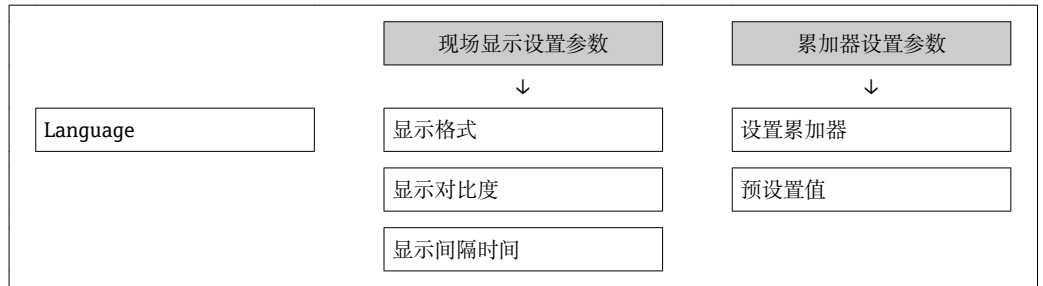 现场显示设置参数
累加器设置参数
↓
↓
Language
显示格式
设置累加器
显示对比度
预设置值
显示间隔时间